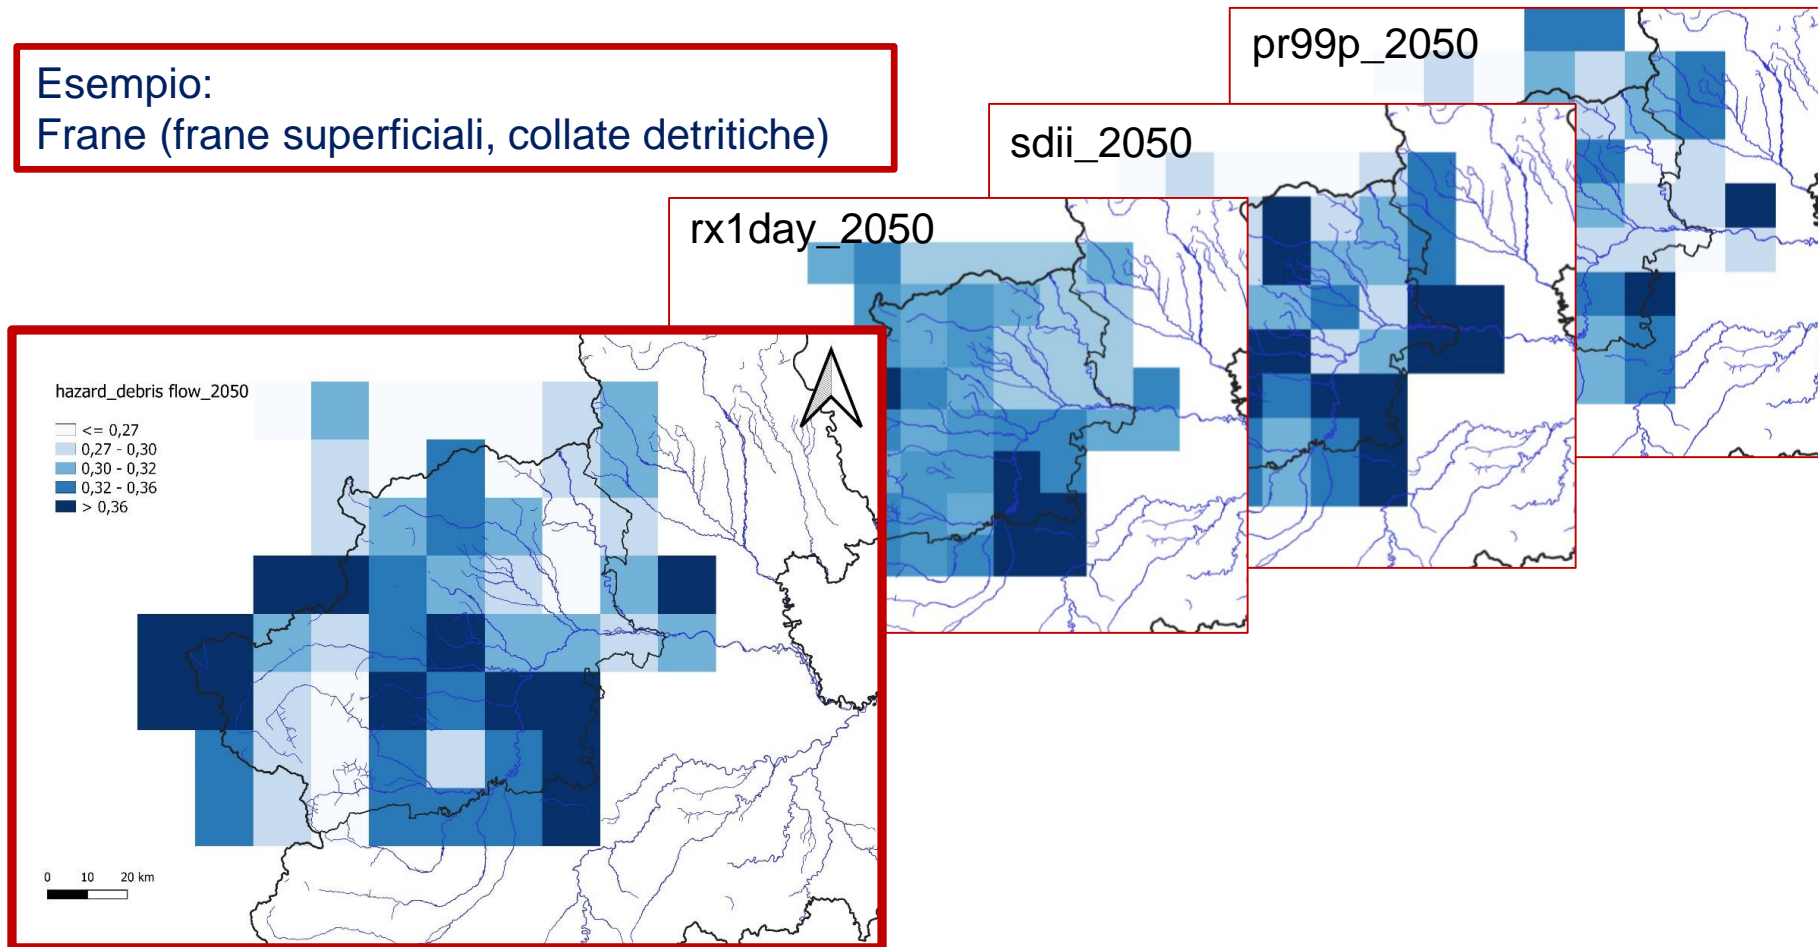 Esempio:
Frane (frane superficiali, collate detritiche)
pr99p_2050
sdii_2050
rx1day_2050
hazard_debris flow_2050
<= 0,27
0,27 - 0,30
0,30 - 0,32
0,32 - 0,36
> 0,36
0 10 20 km